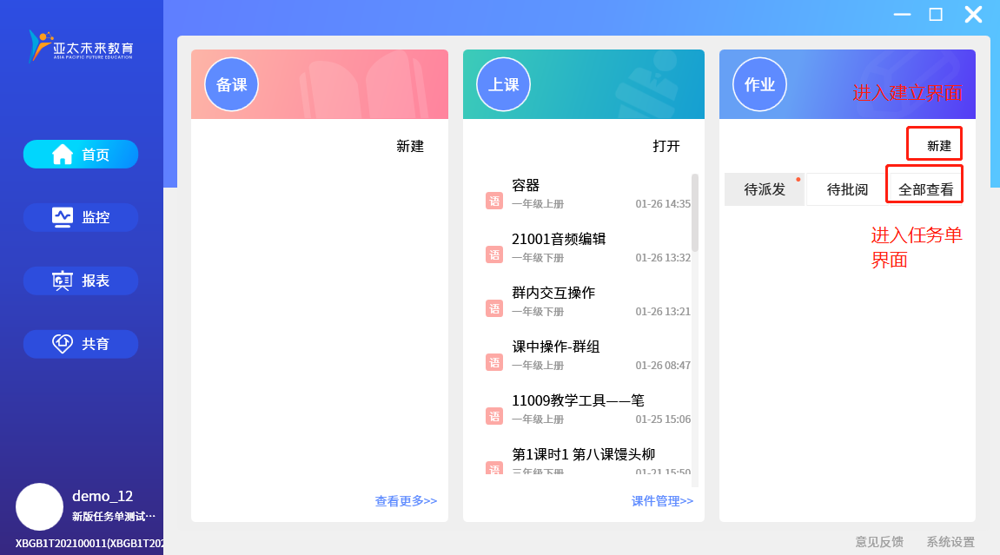 亚太未来教育
ASIA PACIFIC FUTURE EDUCATION
首页
监控
报表
共育
demo_12
新版任务单测试…
XBGB1T202100011(XBGB1T202
备课
新建
查看更多>>
上课
打开
语
容器
一年级上册
01-26 14:35
语
21001音频编辑
一年级下册
01-26 13:32
语
群内交互操作
一年级下册
01-26 13:21
语
课中操作-群组
一年级上册
01-26 08:47
语
11009教学工具——笔
一年级上册
01-25 15:06
语
第1课时1 第八课馒头柳
三年级下册
01-21 15:50
课件管理>>
作业
进入建立界面
新建
待派发
待批阅
全部查看
进入任务单
界面
意见反馈
系统设置